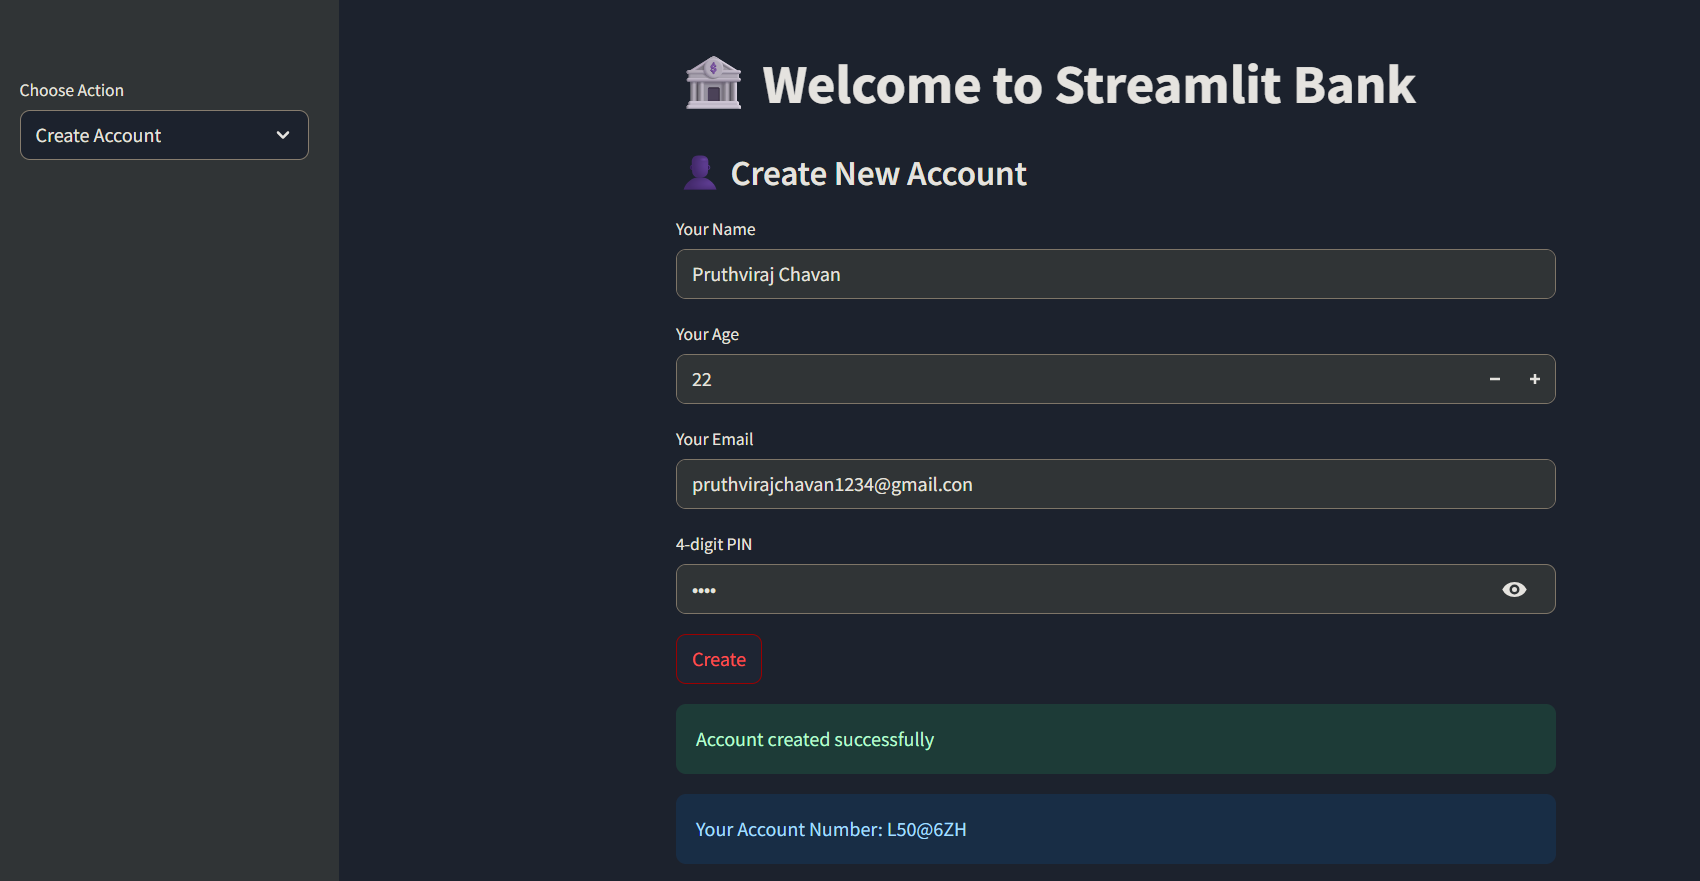 Choose Action
Create Account
Welcome to Streamlit Bank
Create New Account
Your Name
Pruthviraj Chavan
Your Age
22
Your Email
pruthvirajchavan1234@gmail.con
4-digit PIN
••••
Create
Account created successfully
Your Account Number: L50@6ZH